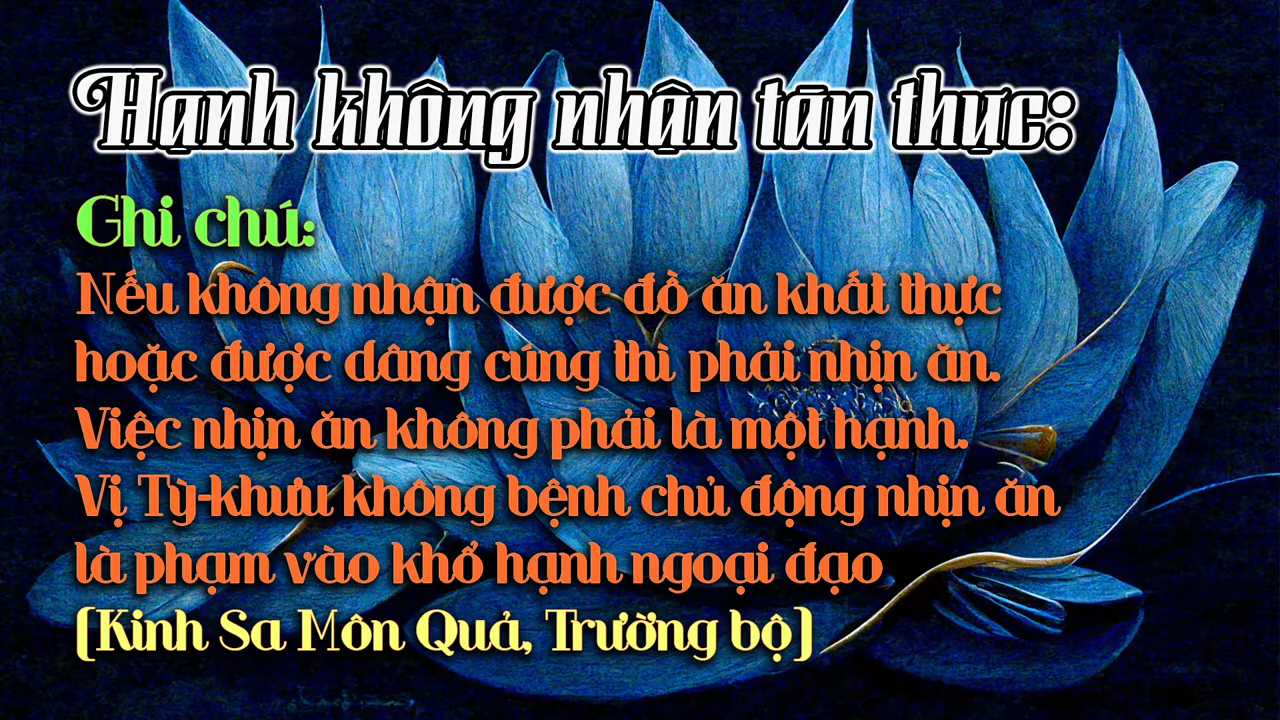 Hạnh không nhận tàn thực:
Ghi chú:
Nếu không nhận được đồ ăn khất thực
hoặc được dâng cúng thì phải nhịn ăn.
Việc nhịn ăn không phải là một hạnh.
Vị Tỳ-khưu không bệnh chủ động nhịn ăn
là phạm vào khổ hạnh ngoại đạo
(Kinh Sa Môn Quả, Trường bộ)